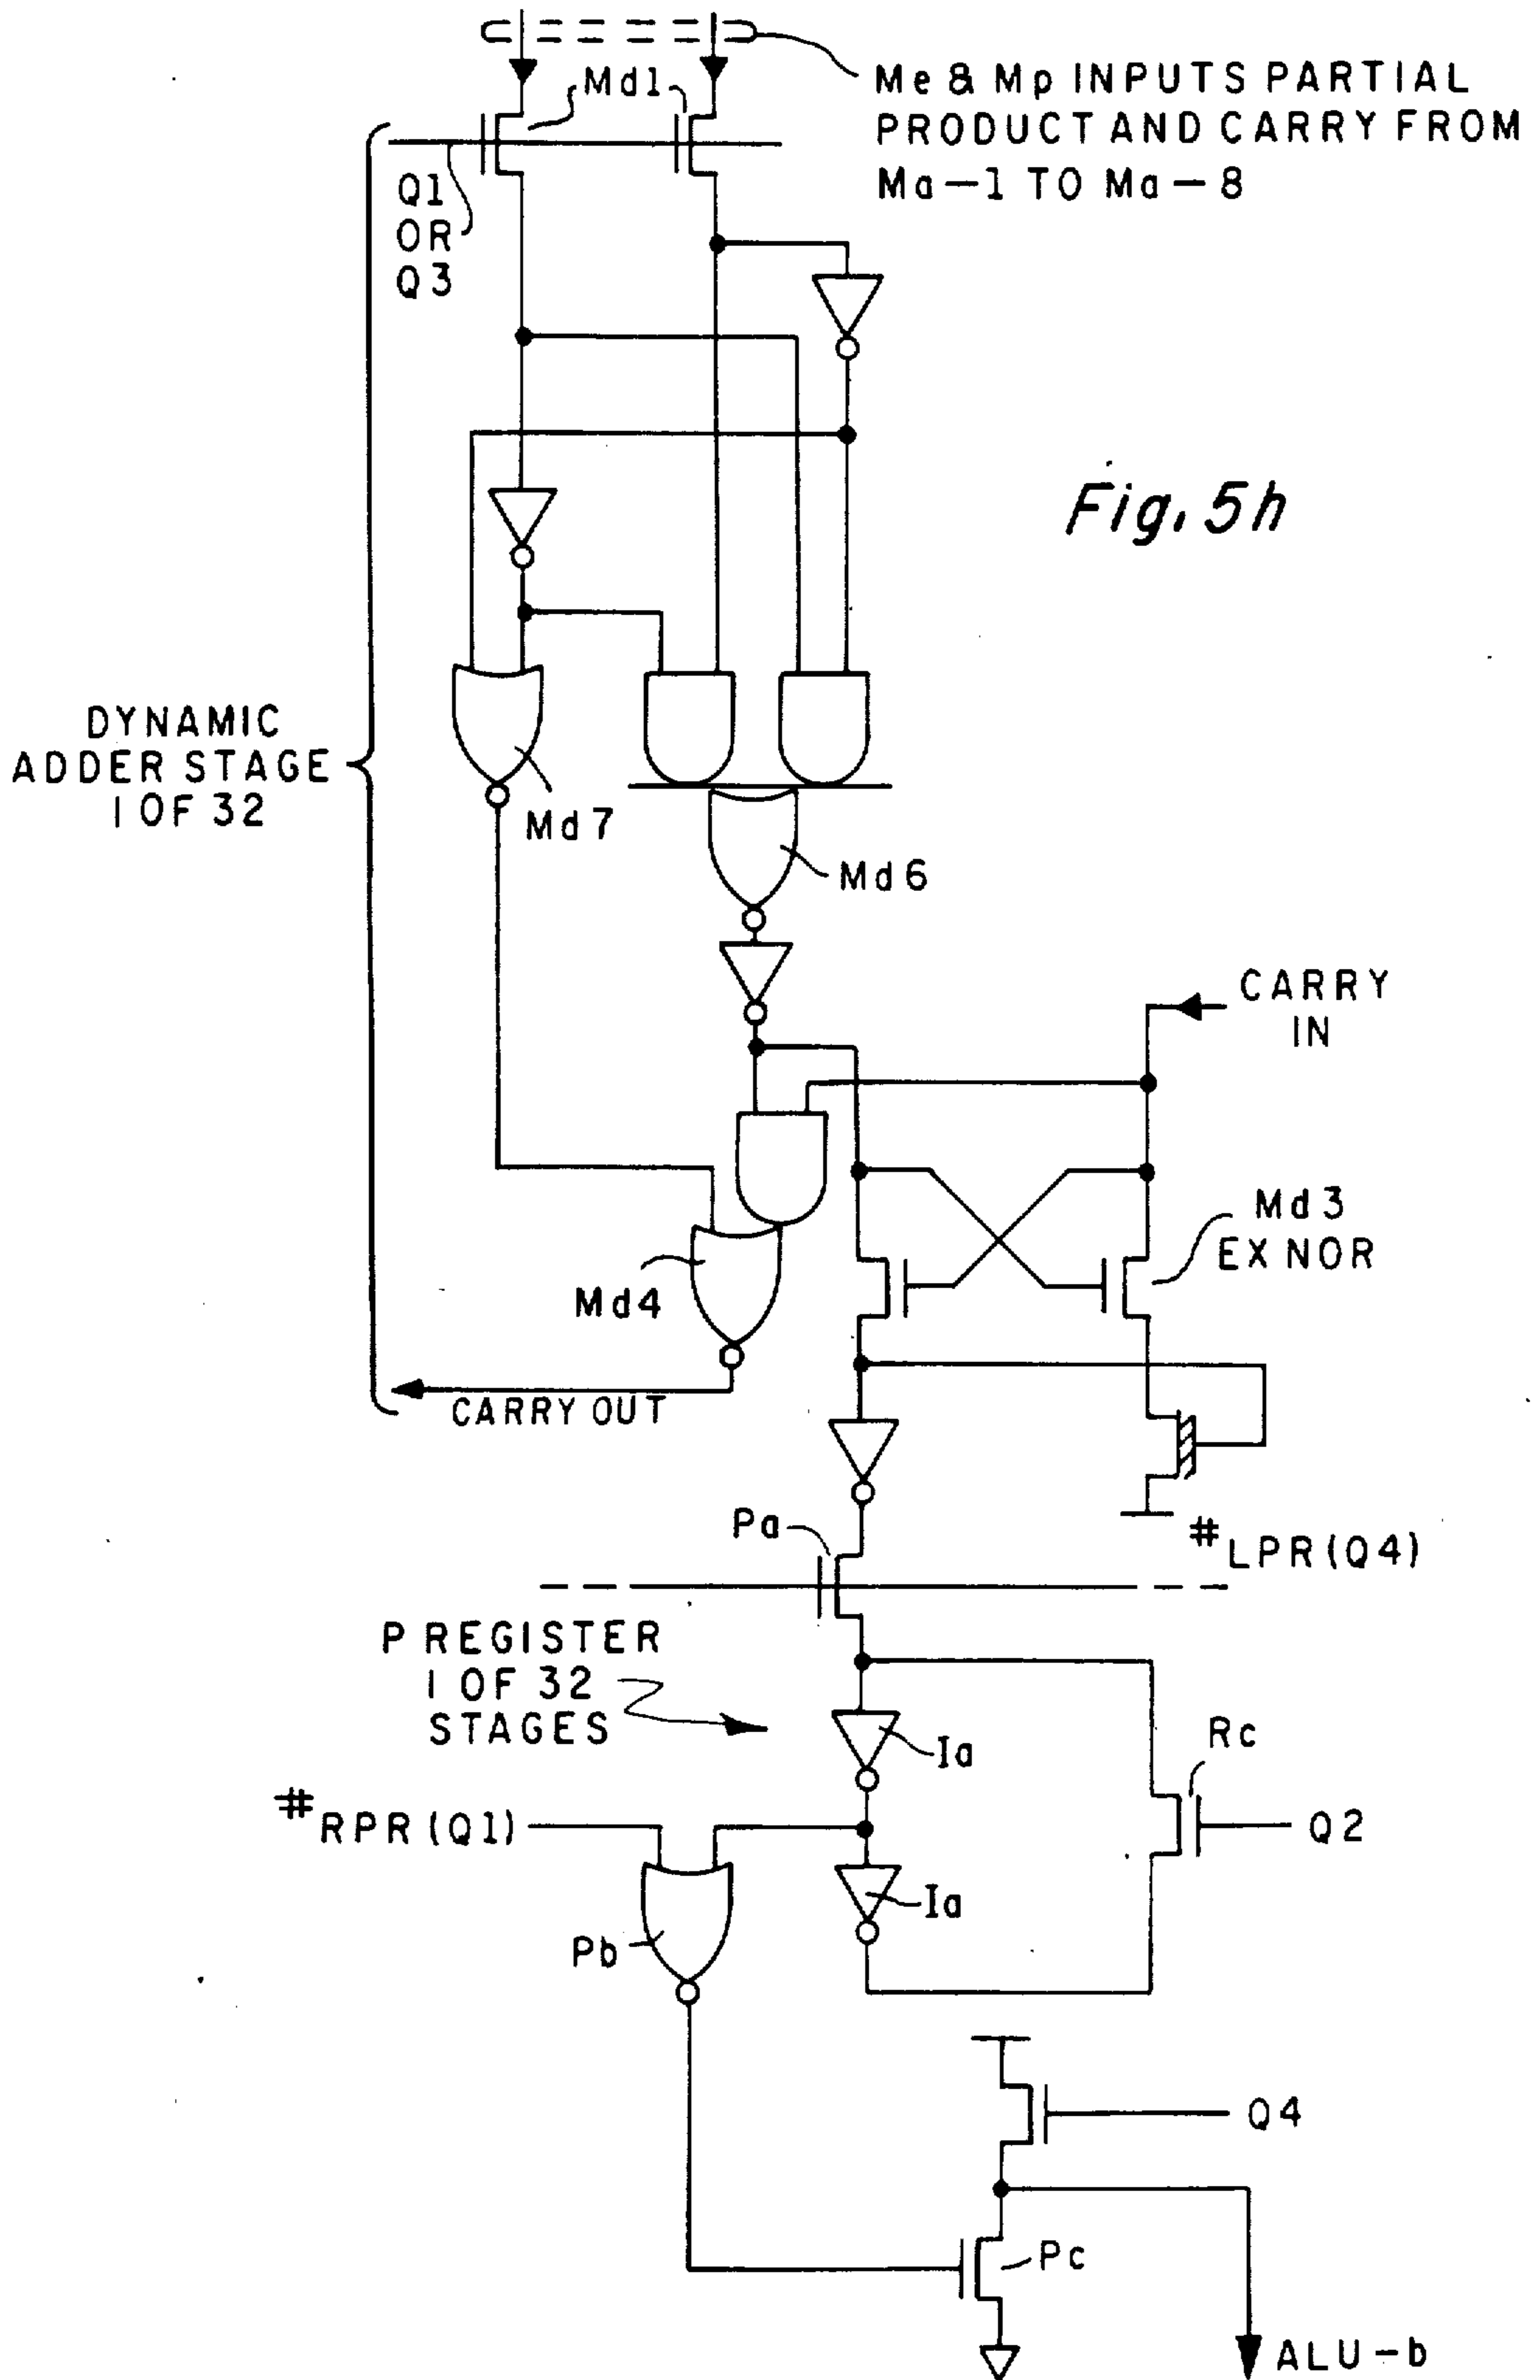 Md1
Me & Mp INPUTS PARTIAL
PRODUCT AND CARRY FROM
Ma-1 TO Ma-8
Q1
OR
Q3
Fig. 5h
DYNAMIC
ADDER STAGE
1 OF 32
Md7
Md6
CARRY
IN
Md3
EX NOR
Md4
CARRY OUT
Pa
#LPR(Q4)
P REGISTER
1 OF 32
STAGES
Ia
Rc
#RPR(Q1)
Q2
Ia
Pb
Q4
Pc
ALU-b